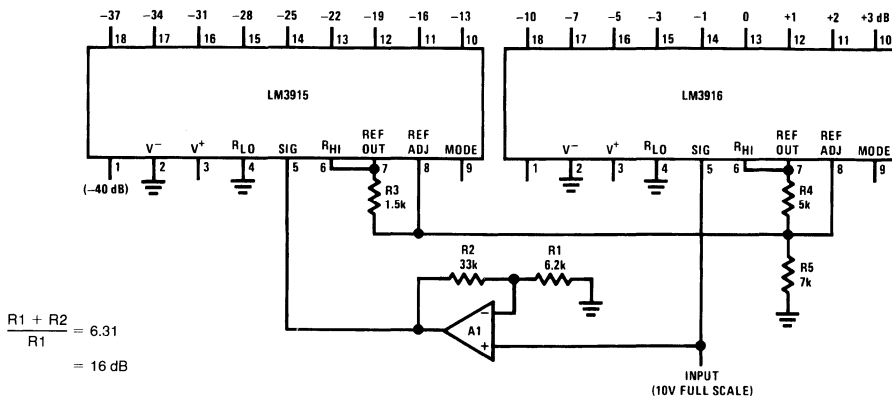 −37 −34 −31 −28 −25 −22 −19 −16 −13 −10 −7 −5 −3 −1 0 +1 +2 +3 dB
18 17 16 15 14 13 12 11 10 18 17 16 15 14 13 12 11 10
LM3915 LM3916
V− V+ RLO SIG RHI REF OUT REF ADJ MODE V− V+ RLO SIG RHI REF OUT REF ADJ MODE
1 2 3 4 5 6 7 8 9 1 2 3 4 5 6 7 8 9
(−40 dB)
R3
1.5k
R4
5k
R2
33k
R1
6.2k
R5
7k
−
A1
+
R1 + R2
R1
= 6.31
= 16 dB
INPUT
(10V FULL SCALE)